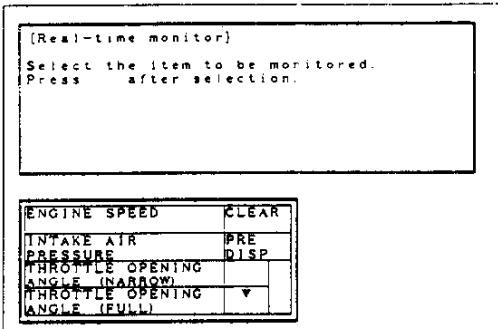 [Real-time monitor]
Select the item to be monitored.
Press after selection.
ENGINE SPEED CLEAR
INTAKE AIR PRE
PRESSURE DISP
THROTTLE OPENING
ANGLE (NARROW)
THROTTLE OPENING ▼
ANGLE (FULL)